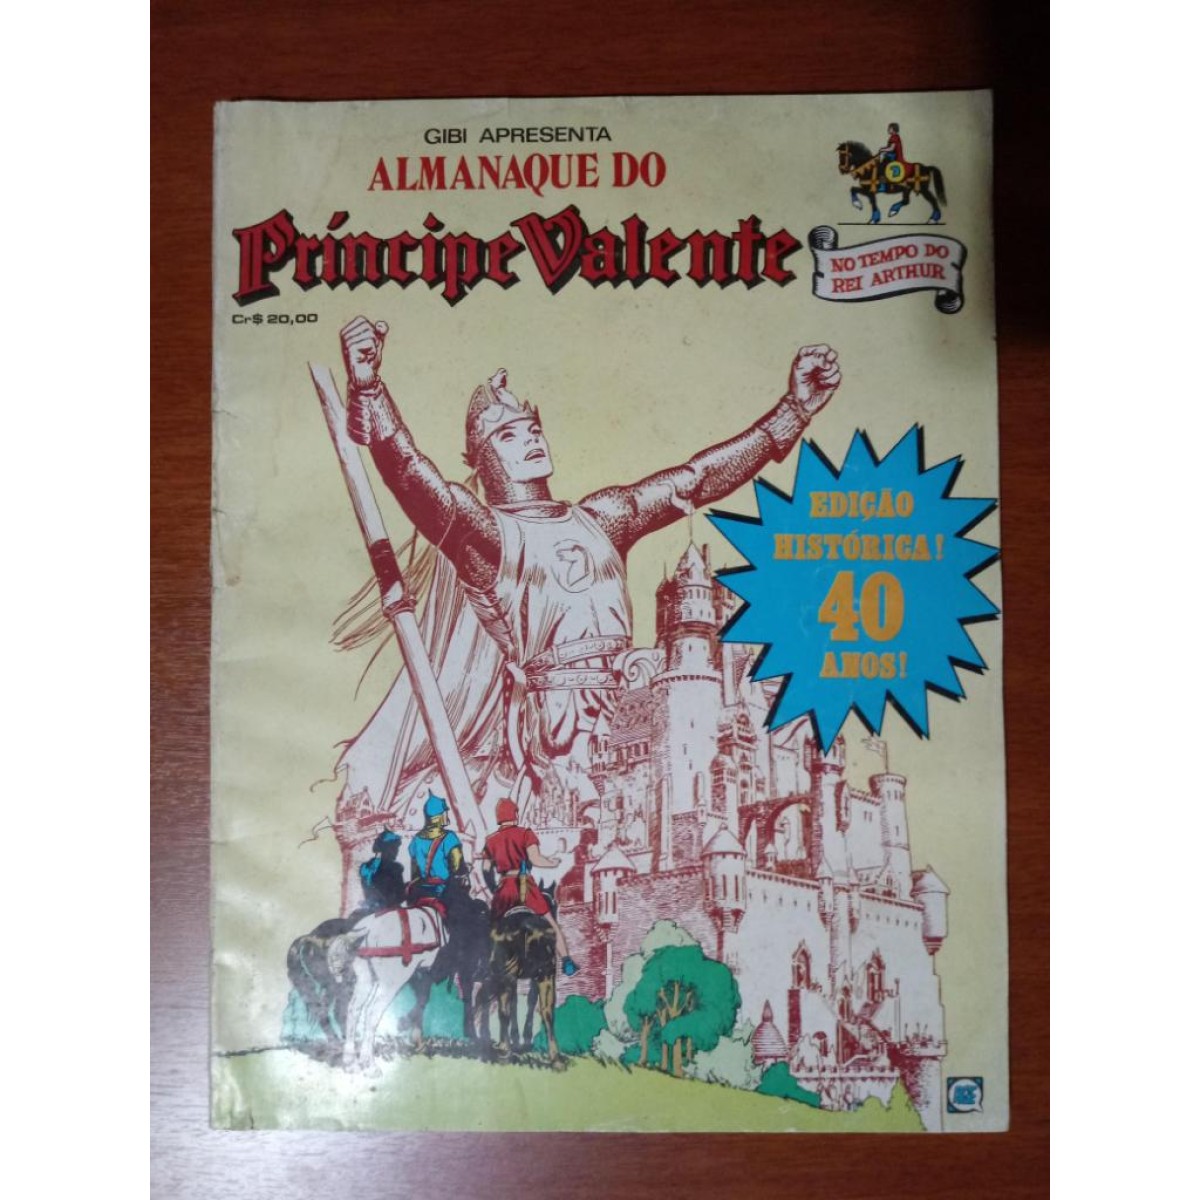 GIBI APRESENTA
ALMANAQUE DO
Príncipe Valente
NO TEMPO DO
REI ARTHUR
Cr$ 20,00
EDIÇÃO
HISTÓRICA!
40
ANOS!